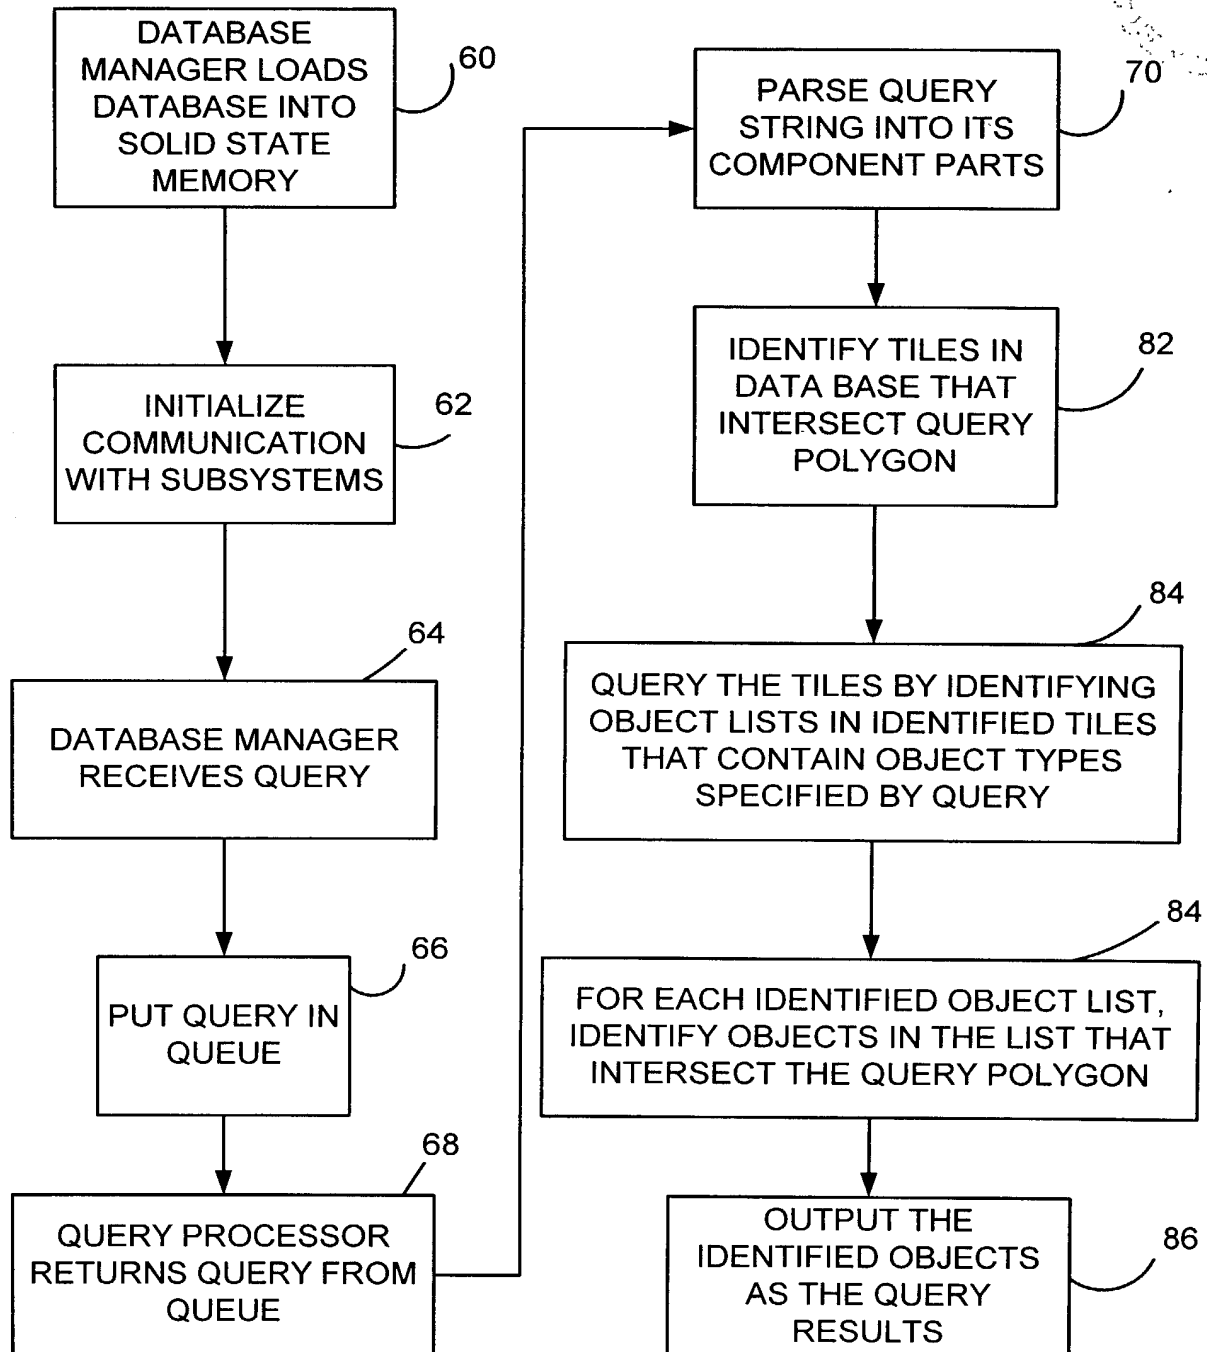 DATABASE
MANAGER LOADS
DATABASE INTO
SOLID STATE
MEMORY
60
INITIALIZE
COMMUNICATION
WITH SUBSYSTEMS
62
64
DATABASE MANAGER
RECEIVES QUERY
66
PUT QUERY IN
QUEUE
68
QUERY PROCESSOR
RETURNS QUERY FROM
QUEUE
70
PARSE QUERY
STRING INTO ITS
COMPONENT PARTS
82
IDENTIFY TILES IN
DATA BASE THAT
INTERSECT QUERY
POLYGON
84
QUERY THE TILES BY IDENTIFYING
OBJECT LISTS IN IDENTIFIED TILES
THAT CONTAIN OBJECT TYPES
SPECIFIED BY QUERY
84
FOR EACH IDENTIFIED OBJECT LIST,
IDENTIFY OBJECTS IN THE LIST THAT
INTERSECT THE QUERY POLYGON
OUTPUT THE
IDENTIFIED OBJECTS
AS THE QUERY
RESULTS
86